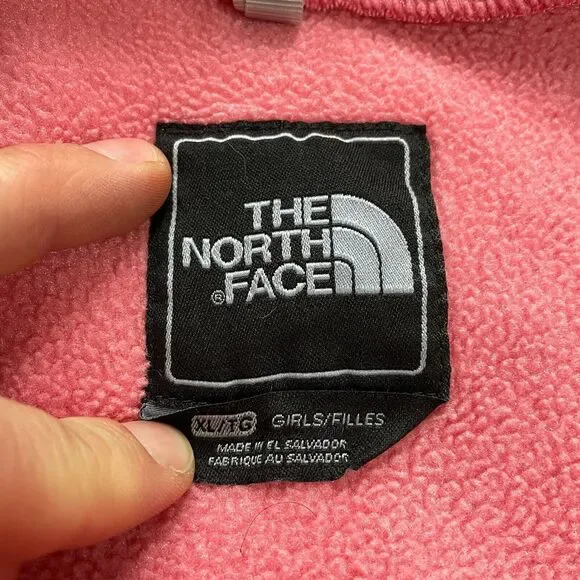 THE
NORTH
®FACE
XL/TG GIRLS/FILLES
MADE IN EL SALVADOR
FABRIQUE AU SALVADOR